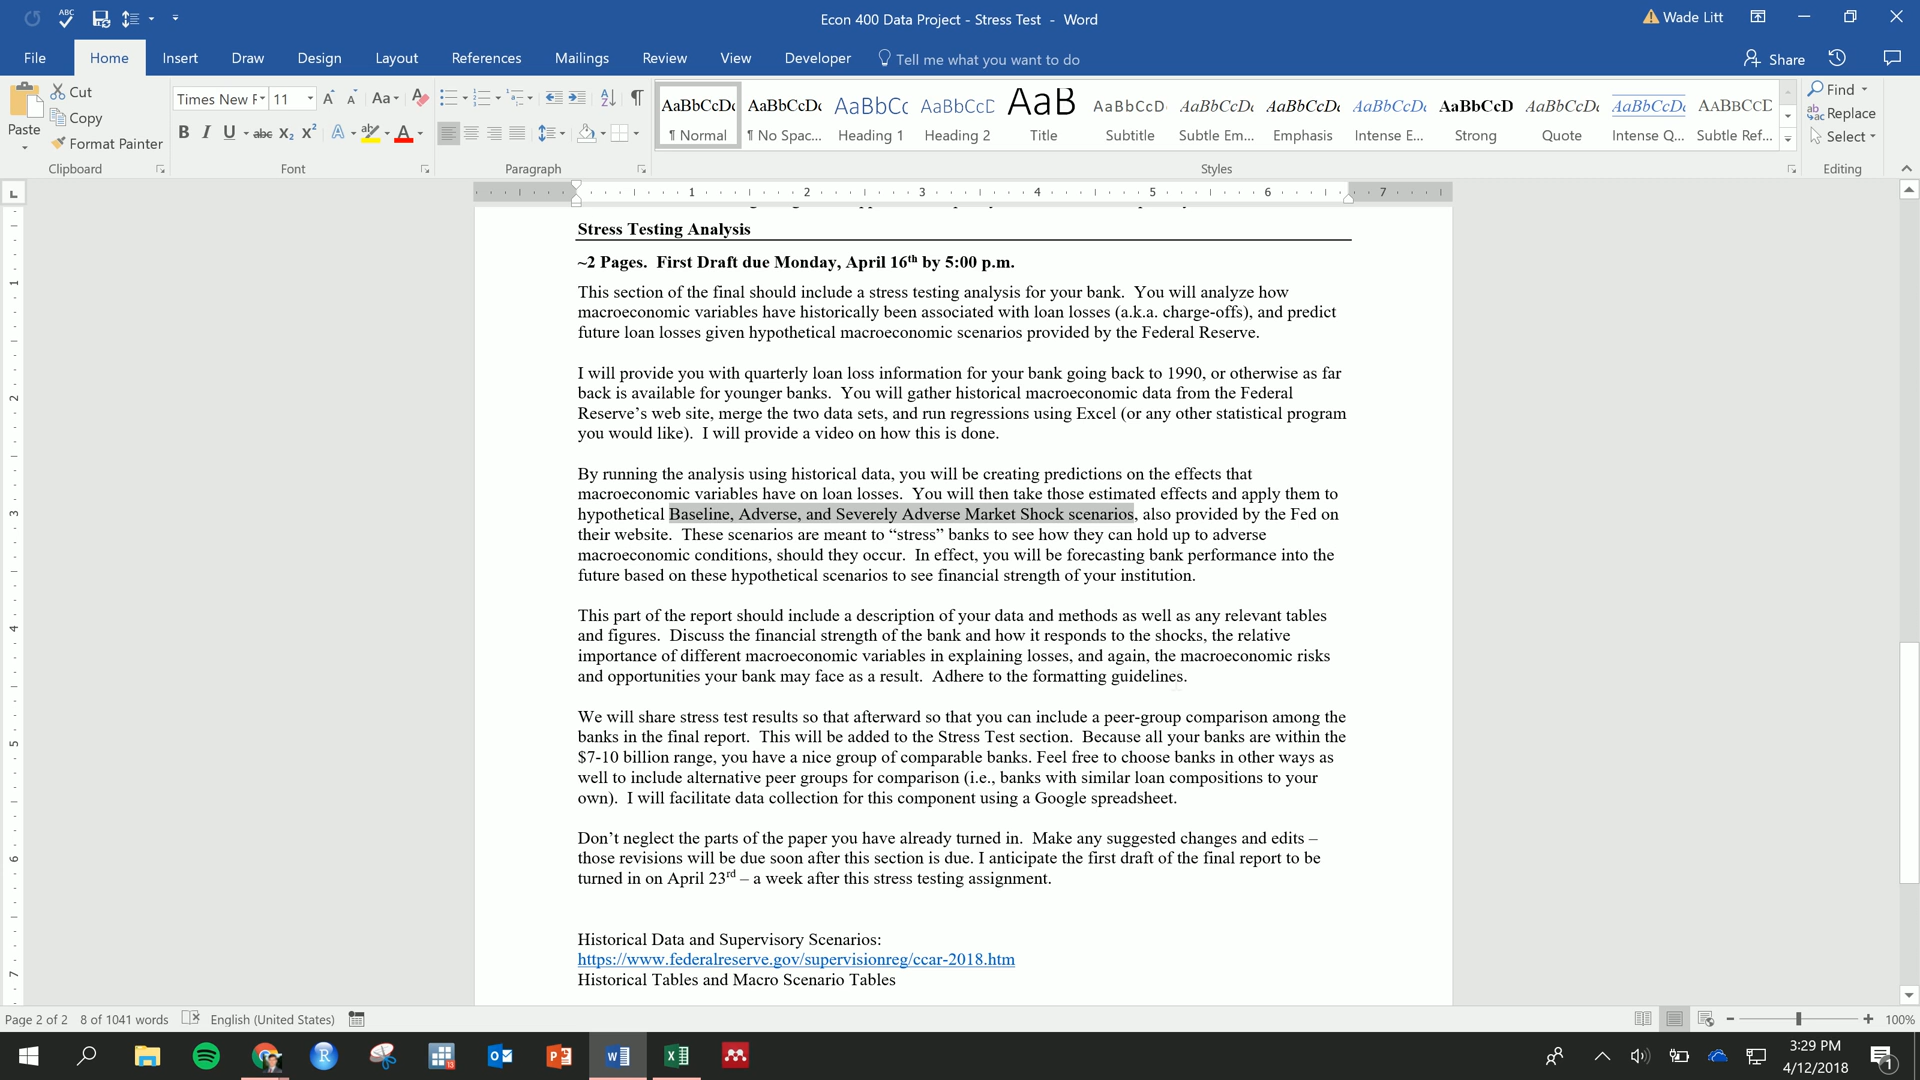 Econ 400 Data Project - Stress Test - Word
Wade Litt
File Home Insert Draw Design Layout References Mailings Review View Developer Tell me what you want to do Share
Paste
Cut
Copy
Format Painter
Clipboard
Times New F 11
Font
Paragraph
AaBbCcDc AaBbCcDc AaBbCc AaBbCcD AaB AaBbCcD AaBbCcDc AaBbCcDc AaBbCcDc AaBbCcD AaBbCcDc AaBbCcDc AABBCCD
¶ Normal ¶ No Spac... Heading 1 Heading 2 Title Subtitle Subtle Em... Emphasis Intense E... Strong Quote Intense Q... Subtle Ref...
Styles
Find
Replace
Select
Editing
1 2 3 4 5 6 7
Stress Testing Analysis
~2 Pages. First Draft due Monday, April 16th by 5:00 p.m.
This section of the final should include a stress testing analysis for your bank. You will analyze how
macroeconomic variables have historically been associated with loan losses (a.k.a. charge-offs), and predict
future loan losses given hypothetical macroeconomic scenarios provided by the Federal Reserve.
I will provide you with quarterly loan loss information for your bank going back to 1990, or otherwise as far
back is available for younger banks. You will gather historical macroeconomic data from the Federal
Reserve’s web site, merge the two data sets, and run regressions using Excel (or any other statistical program
you would like). I will provide a video on how this is done.
By running the analysis using historical data, you will be creating predictions on the effects that
macroeconomic variables have on loan losses. You will then take those estimated effects and apply them to
hypothetical Baseline, Adverse, and Severely Adverse Market Shock scenarios, also provided by the Fed on
their website. These scenarios are meant to “stress” banks to see how they can hold up to adverse
macroeconomic conditions, should they occur. In effect, you will be forecasting bank performance into the
future based on these hypothetical scenarios to see financial strength of your institution.
This part of the report should include a description of your data and methods as well as any relevant tables
and figures. Discuss the financial strength of the bank and how it responds to the shocks, the relative
importance of different macroeconomic variables in explaining losses, and again, the macroeconomic risks
and opportunities your bank may face as a result. Adhere to the formatting guidelines.
We will share stress test results so that afterward so that you can include a peer-group comparison among the
banks in the final report. This will be added to the Stress Test section. Because all your banks are within the
$7-10 billion range, you have a nice group of comparable banks. Feel free to choose banks in other ways as
well to include alternative peer groups for comparison (i.e., banks with similar loan compositions to your
own). I will facilitate data collection for this component using a Google spreadsheet.
Don’t neglect the parts of the paper you have already turned in. Make any suggested changes and edits –
those revisions will be due soon after this section is due. I anticipate the first draft of the final report to be
turned in on April 23rd – a week after this stress testing assignment.
Historical Data and Supervisory Scenarios:
https://www.federalreserve.gov/supervisionreg/ccar-2018.htm
Historical Tables and Macro Scenario Tables
Page 2 of 2 8 of 1041 words English (United States) 100%
3:29 PM
4/12/2018